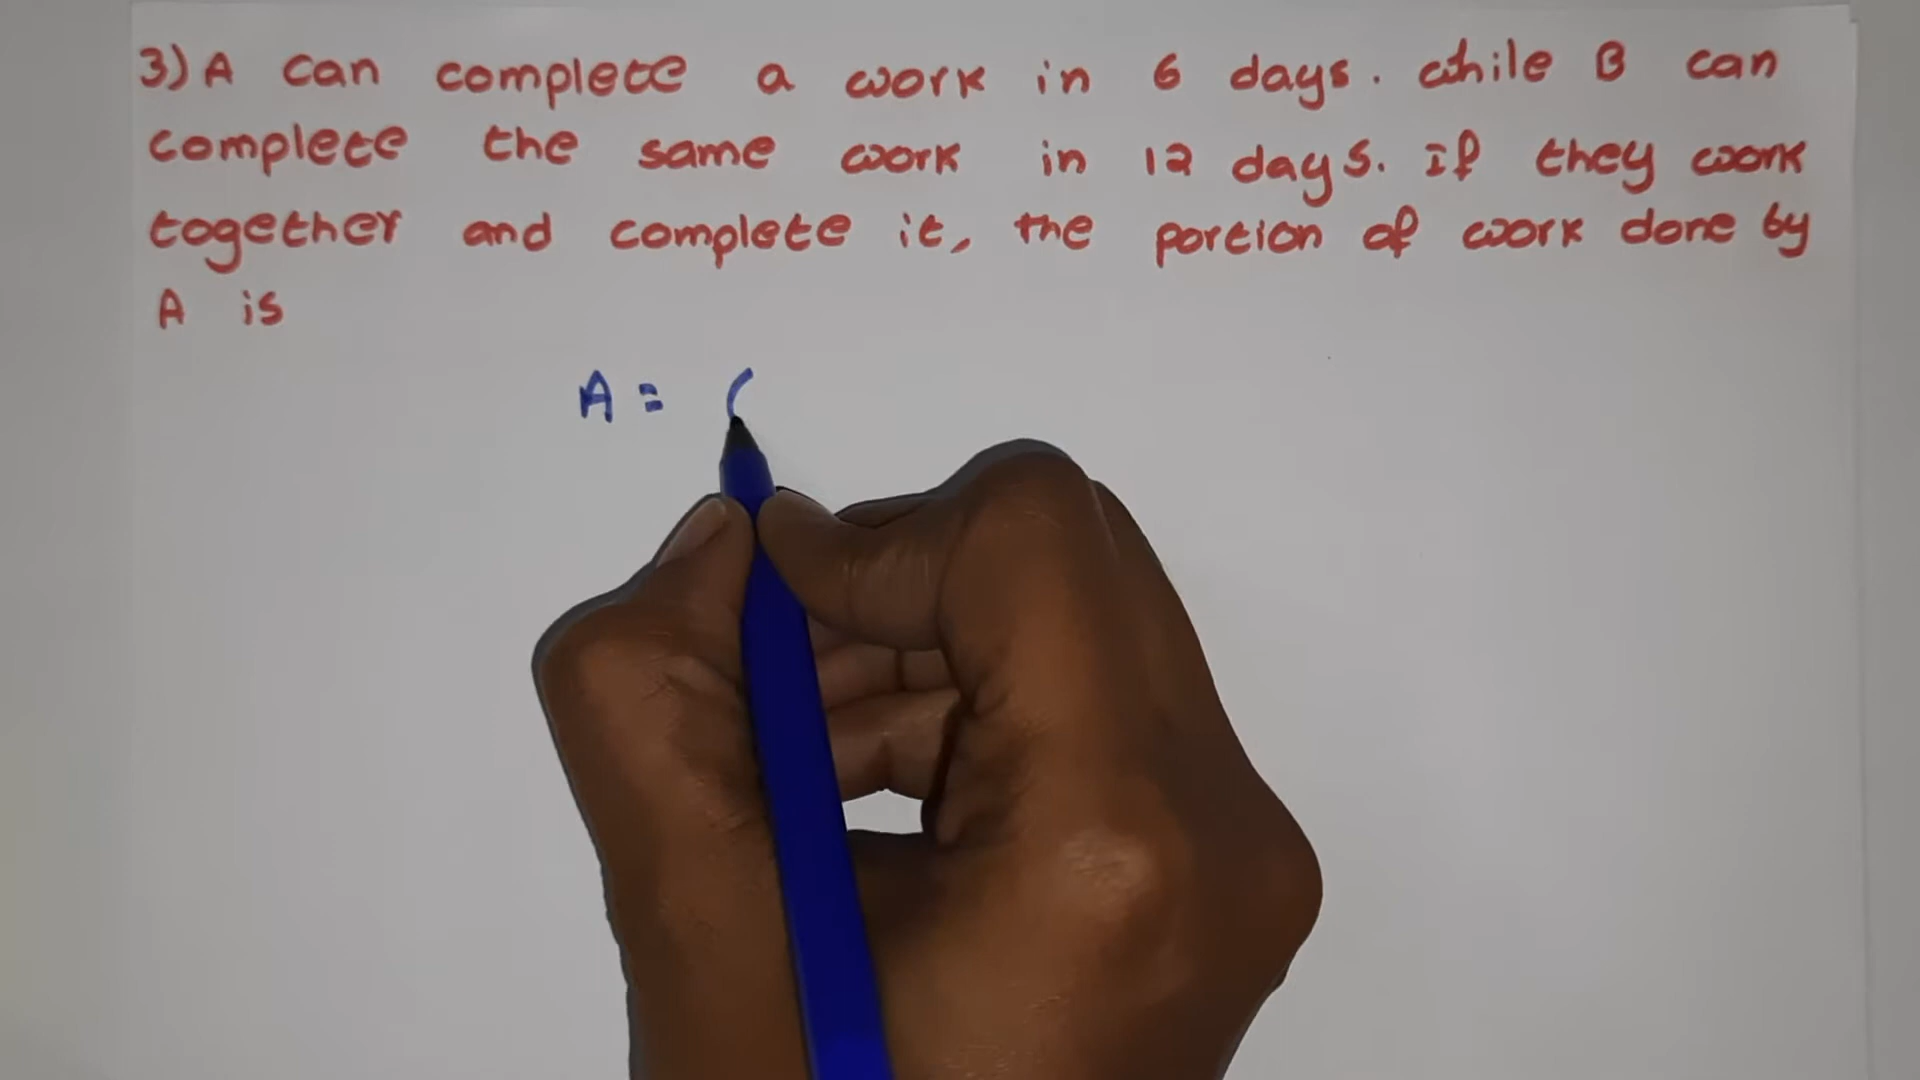 3) A can complete a work in 6 days. while B can
complete the same work in 12 days. If they work
together and complete it, the portion of work done by
A is
A = (